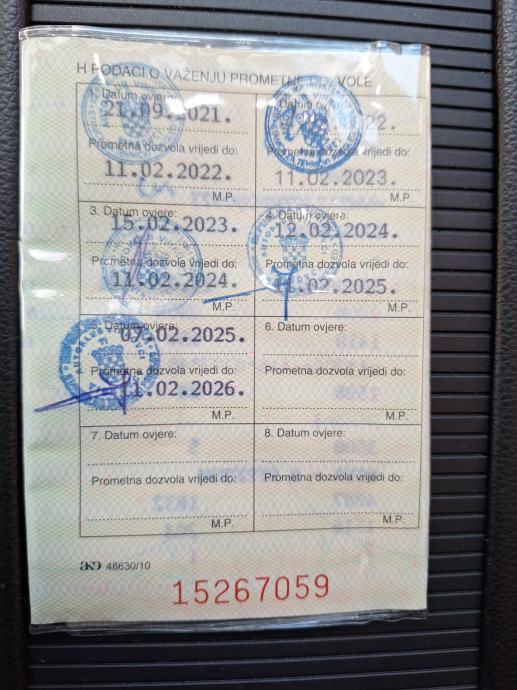 H PODACI O VAŽENJU PROMETNE DOZVOLE
1. Datum ovjere:
21.09.2021.
Prometna dozvola vrijedi do:
11.02.2022.
M.P.
Datum ovjere:
22.
Prometna dozvola vrijedi do:
11.02.2023.
M.P.
3. Datum ovjere:
15.02.2023.
Prometna dozvola vrijedi do:
11.02.2024.
M.P.
4. Datum ovjere:
12.02.2024.
Prometna dozvola vrijedi do:
11.02.2025.
M.P.
5. Datum ovjere:
07.02.2025.
Prometna dozvola vrijedi do:
11.02.2026.
M.P.
6. Datum ovjere:
Prometna dozvola vrijedi do:
M.P.
7. Datum ovjere:
Prometna dozvola vrijedi do:
M.P.
8. Datum ovjere:
Prometna dozvola vrijedi do:
M.P.
AKD 48630/10
15267059